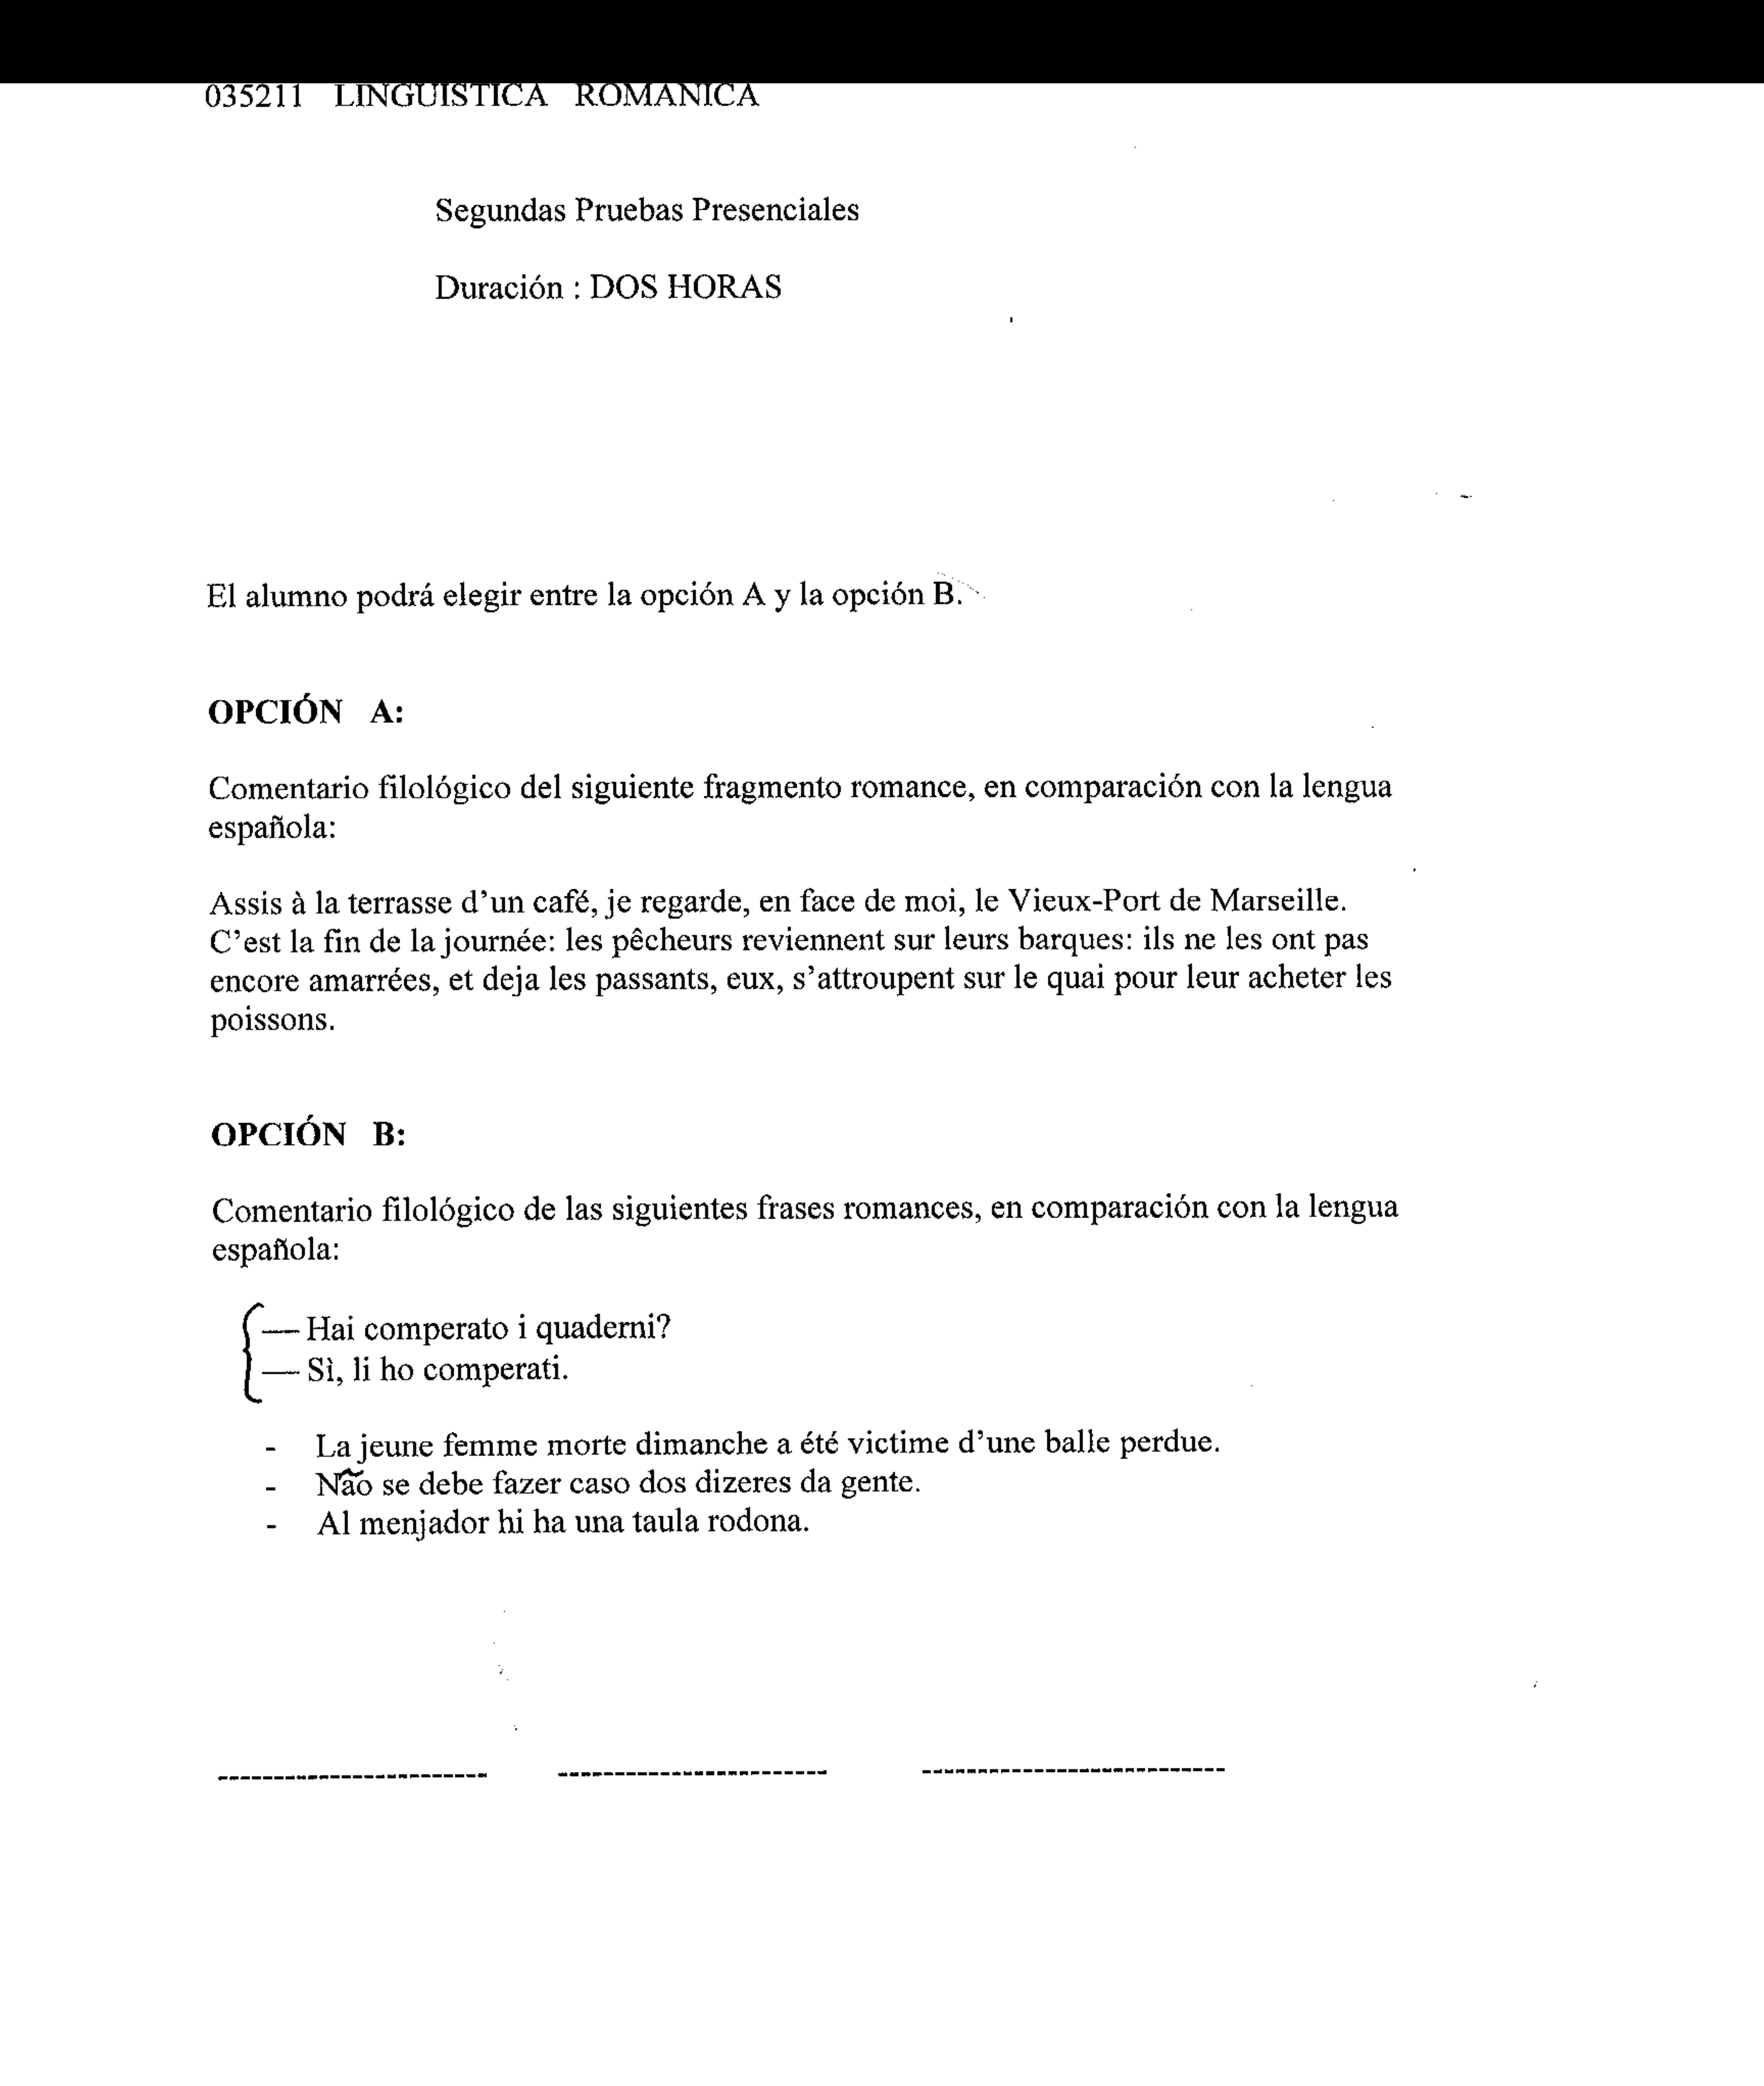 035211 LINGÜISTICA ROMANICA
Segundas Pruebas Presenciales
Duración : DOS HORAS
El alumno podrá elegir entre la opción A y la opción B.
OPCIÓN A:
Comentario filológico del siguiente fragmento romance, en comparación con la lengua
española:
Assis à la terrasse d'un café, je regarde, en face de moi, le Vieux-Port de Marseille.
C'est la fin de la journée: les pêcheurs reviennent sur leurs barques: ils ne les ont pas
encore amarrées, et deja les passants, eux, s'attroupent sur le quai pour leur acheter les
poissons.
OPCIÓN B:
Comentario filológico de las siguientes frases romances, en comparación con la lengua
española:
— Hai comperato i quaderni?
— Sì, li ho comperati.
- La jeune femme morte dimanche a été victime d'une balle perdue.
- Não se debe fazer caso dos dizeres da gente.
- Al menjador hi ha una taula rodona.